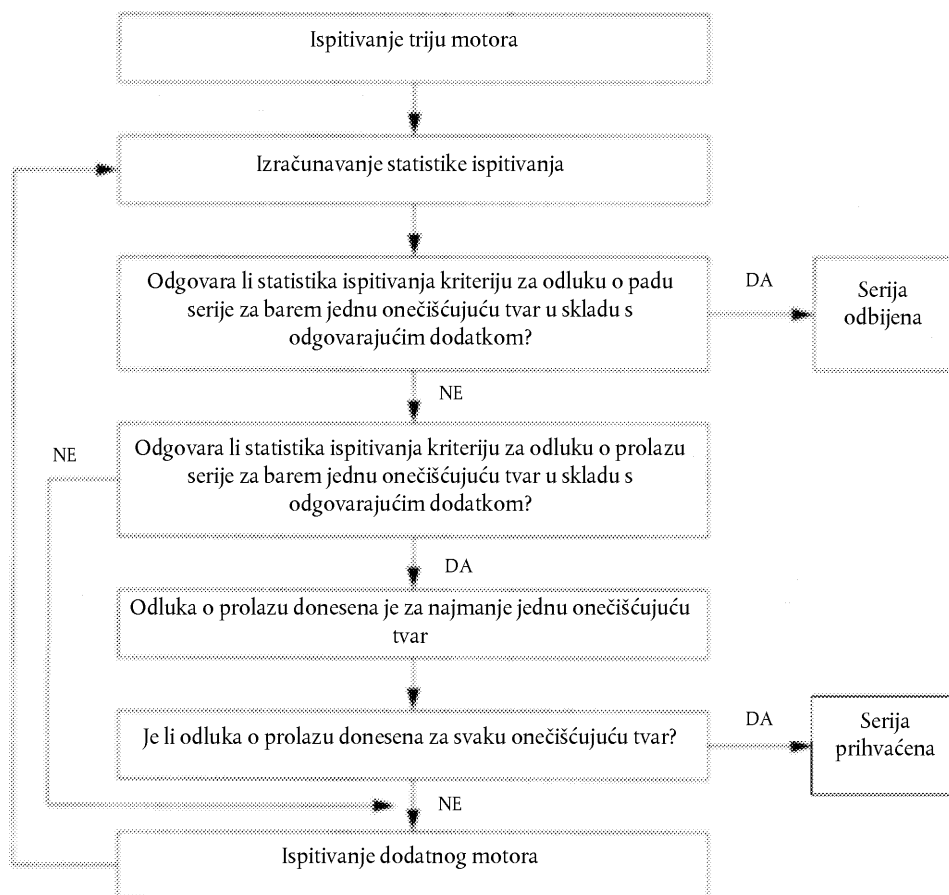 Ispitivanje triju motora
Izračunavanje statistike ispitivanja
Odgovara li statistika ispitivanja kriteriju za odluku o padu
serije za barem jednu onečišćujuću tvar u skladu s
odgovarajućim dodatkom?
DA
Serija
odbijena
NE
Odgovara li statistika ispitivanja kriteriju za odluku o prolazu
serije za barem jednu onečišćujuću tvar u skladu s
odgovarajućim dodatkom?
NE
DA
Odluka o prolazu donesena je za najmanje jednu onečišćujuću
tvar
Je li odluka o prolazu donesena za svaku onečišćujuću tvar?
DA
Serija
prihvaćena
NE
Ispitivanje dodatnog motora